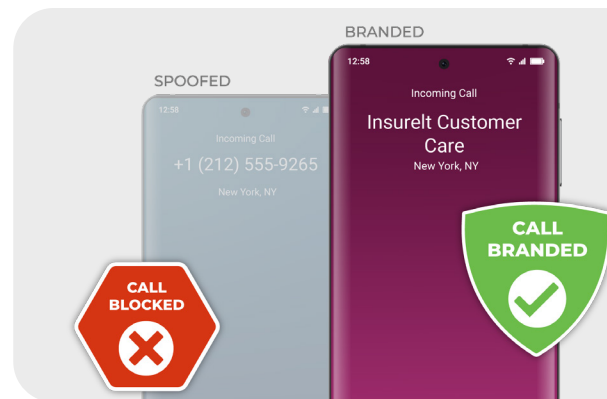 BRANDED
SPOOFED
12:58
Incoming Call
+1 (212) 555-9265
New York, NY
CALL
BLOCKED
12:58
Incoming Call
Insurelt Customer
Care
New York, NY
CALL
BRANDED